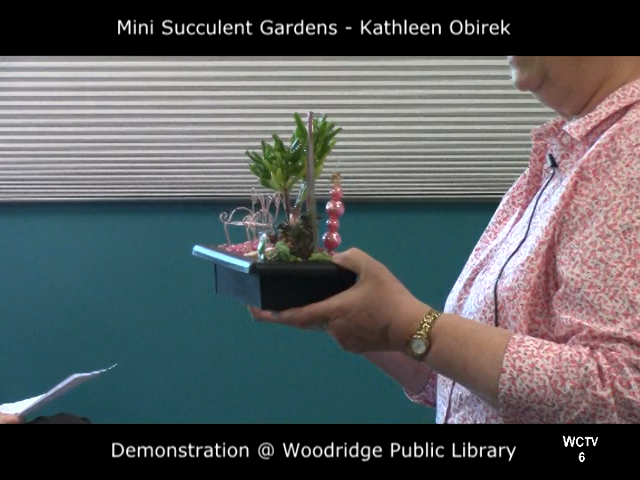 Mini Succulent Gardens - Kathleen Obirek
Demonstration @ Woodridge Public Library
WCTV
6